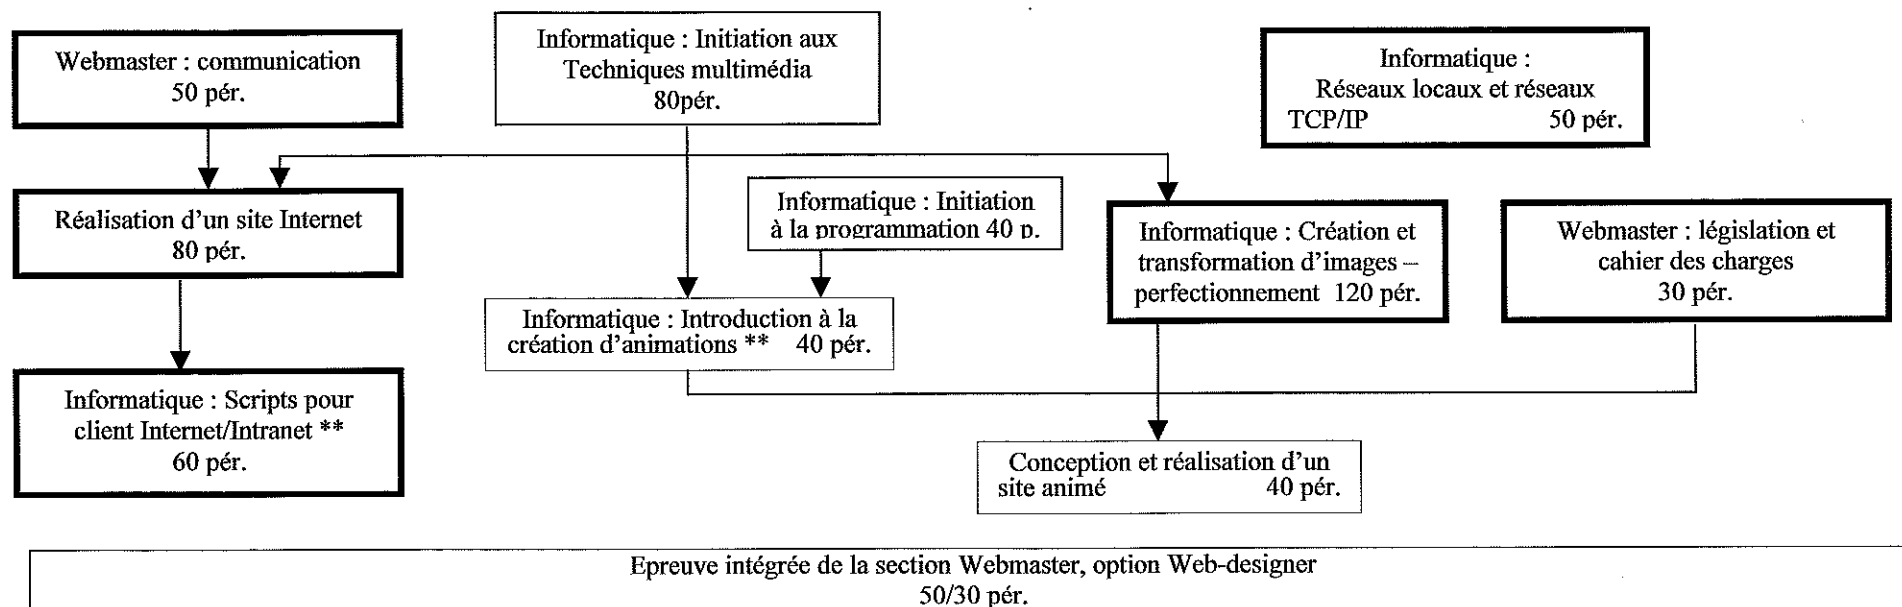 Webmaster : communication
50 pér.
Informatique : Initiation aux
Techniques multimédia
80pér.
Informatique :
Réseaux locaux et réseaux
TCP/IP 50 pér.
Réalisation d'un site Internet
80 pér.
Informatique : Initiation
à la programmation 40 p.
Informatique : Création et
transformation d'images –
perfectionnement 120 pér.
Webmaster : législation et
cahier des charges
30 pér.
Informatique : Introduction à la
création d'animations ** 40 pér.
Informatique : Scripts pour
client Internet/Intranet **
60 pér.
Conception et réalisation d'un
site animé 40 pér.
Epreuve intégrée de la section Webmaster, option Web-designer
50/30 pér.